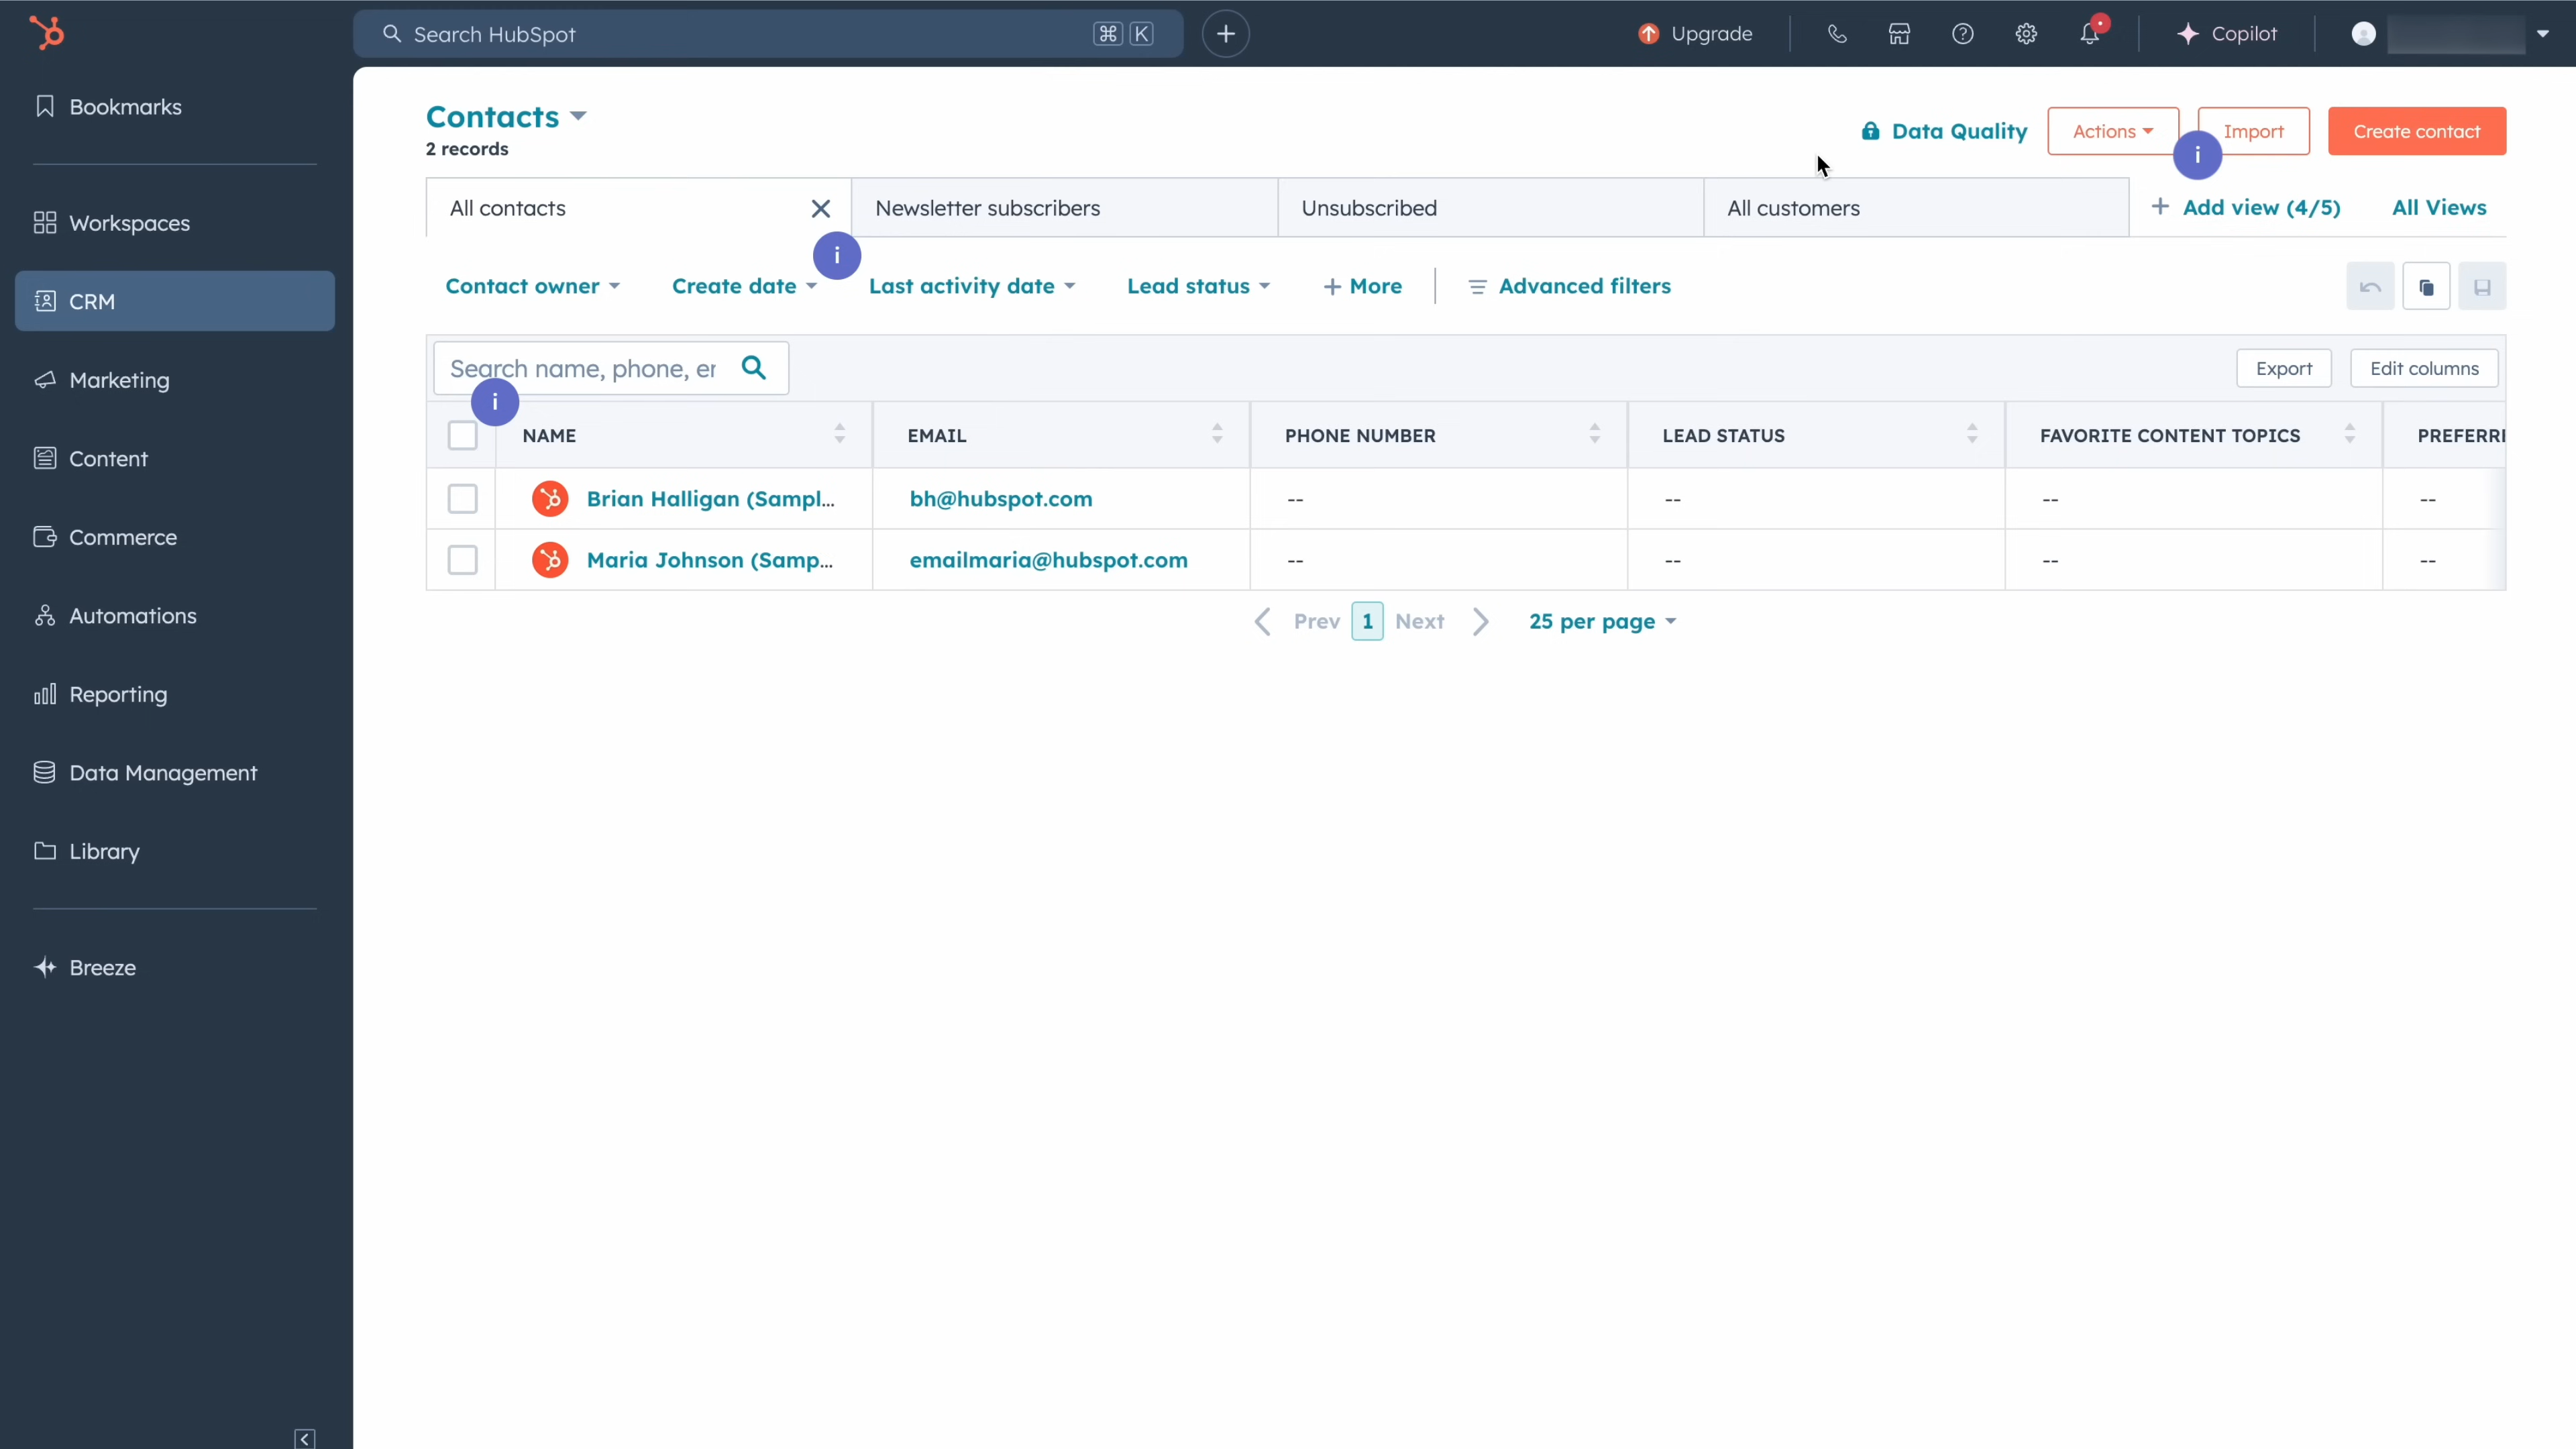 Search HubSpot
⌘ K
Upgrade
Copilot
Bookmarks
Workspaces
CRM
Marketing
Content
Commerce
Automations
Reporting
Data Management
Library
Breeze
Contacts
2 records
Data Quality
Actions
Import
Create contact
i
All contacts
Newsletter subscribers
Unsubscribed
All customers
+ Add view (4/5)
All Views
i
Contact owner
Create date
Last activity date
Lead status
+ More
Advanced filters
Search name, phone, er
Export
Edit columns
i
NAME EMAIL PHONE NUMBER LEAD STATUS FAVORITE CONTENT TOPICS PREFERRI
Brian Halligan (Sampl... bh@hubspot.com -- -- -- --
Maria Johnson (Samp... emailmaria@hubspot.com -- -- -- --
Prev 1 Next 25 per page